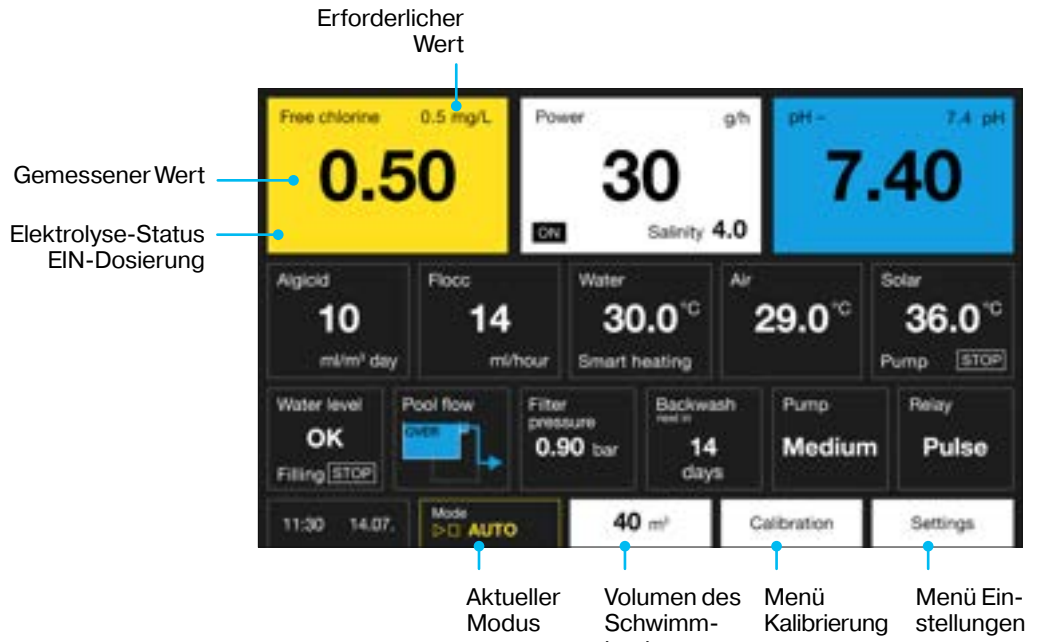 Erforderlicher
Wert
Free chlorine 0.5 mg/L
0.50
Power g/h
30
ON Salinity 4.0
pH - 7.4 pH
7.40
Gemessener Wert
Elektrolyse-Status
EIN-Dosierung
Algicid
10
ml/m³ day
Flocc
14
ml/hour
Water
30.0 °C
Smart heating
Air
29.0 °C
Solar
36.0 °C
Pump STOP
Water level
OK
Filling STOP
Pool flow
OVER
Filter
pressure
0.90 bar
Backwash
next in
14
days
Pump
Medium
Relay
Pulse
11:30 14.07.
Mode
AUTO
40 m³
Calibration
Settings
Aktueller
Modus
Volumen des
Schwimm-
Menü
Kalibrierung
Menü Ein-
stellungen